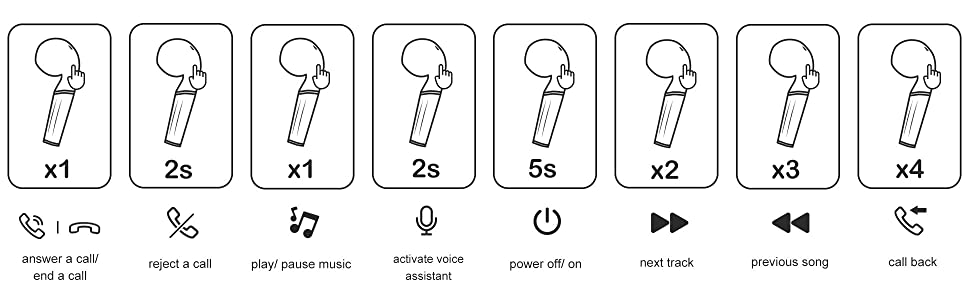 x1
2s
x1
2s
5s
x2
x3
x4
answer a call/
end a call
reject a call
play/ pause music
activate voice
assistant
power off/ on
next track
previous song
call back